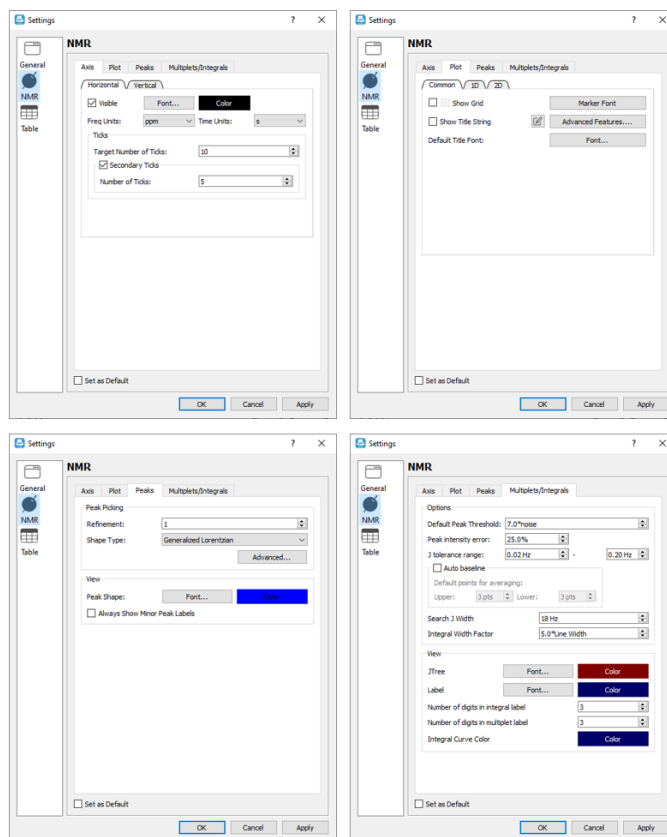 Settings ? ×
NMR
General
NMR
Table
Axis Plot Peaks Multiplets/Integrals
Horizontal Vertical
Visible Font... Color
Freq Units: ppm Time Units: s
Ticks
Target Number of Ticks: 10
Secondary Ticks
Number of Ticks: 5
Set as Default
OK Cancel Apply
Settings ? ×
NMR
General
NMR
Table
Axis Plot Peaks Multiplets/Integrals
Common 1D 2D
Show Grid Marker Font
Show Title String Advanced Features....
Default Title Font: Font...
Set as Default
OK Cancel Apply
Settings ? ×
NMR
General
NMR
Table
Axis Plot Peaks Multiplets/Integrals
Peak Picking
Refinement: 1
Shape Type: Generalized Lorentzian
Advanced...
View
Peak Shape: Font... Color
Always Show Minor Peak Labels
Set as Default
OK Cancel Apply
Settings ? ×
NMR
General
NMR
Table
Axis Plot Peaks Multiplets/Integrals
Options
Default Peak Threshold: 7.0*noise
Peak intensity error: 25.0%
J tolerance range: 0.02 Hz - 0.20 Hz
Auto baseline
Default points for averaging:
Upper: 3 pts Lower: 3 pts
Search J Width 18 Hz
Integral Width Factor 5.0*Line Width
View
JTree Font... Color
Label Font... Color
Number of digits in integral label 3
Number of digits in multiplet label 3
Integral Curve Color Color
Set as Default
OK Cancel Apply